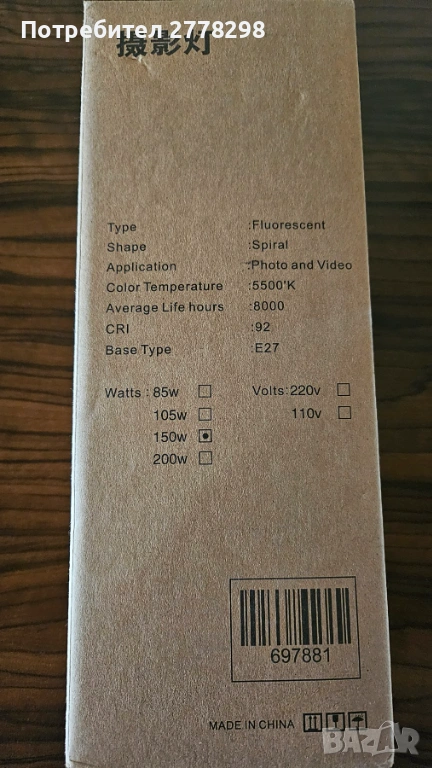 Потребител 2778298
摄影灯
Type :Fluorescent
Shape :Spiral
Application :Photo and Video
Color Temperature :5500'K
Average Life hours :8000
CRI :92
Base Type :E27
Watts : 85w Volts: 220v
105w 110v
150w
200w
697881
MADE IN CHINA
BAZAR